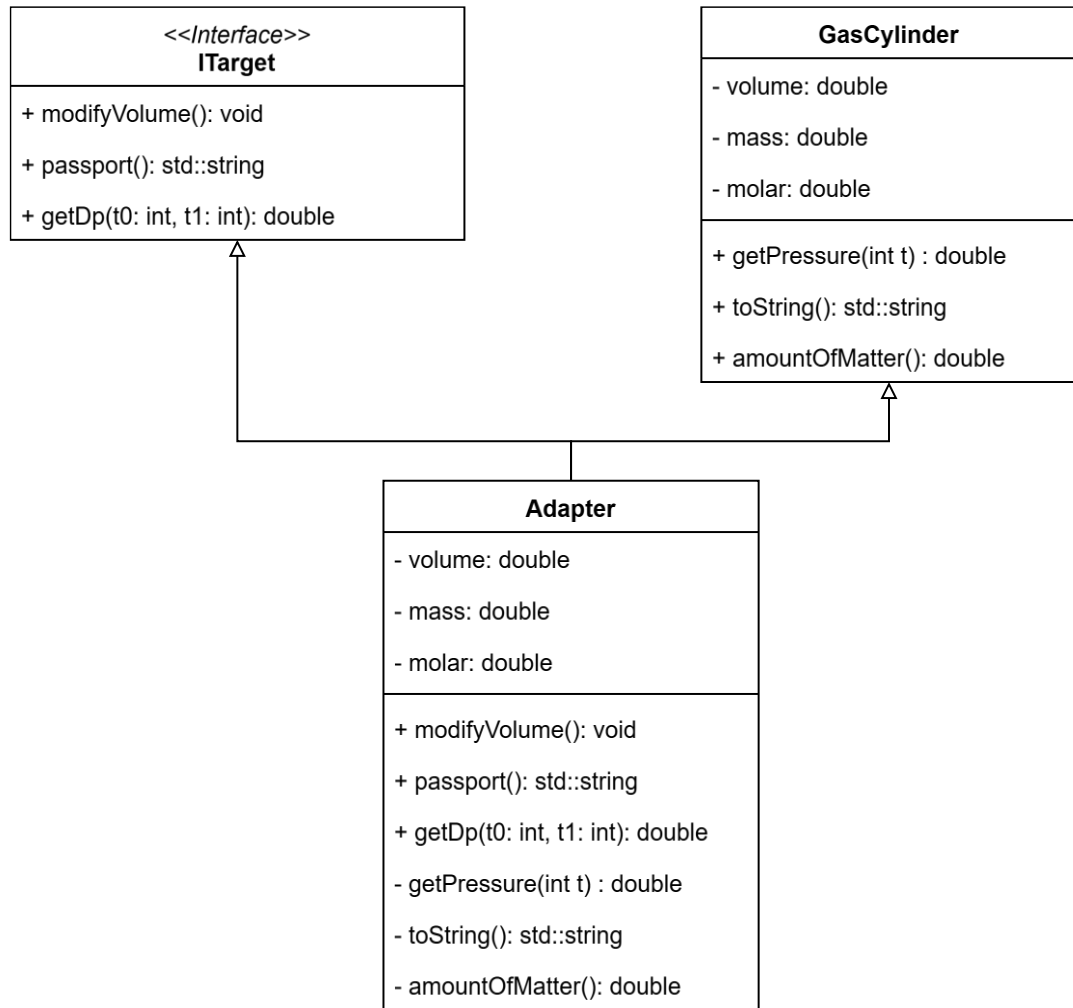 <<Interface>>
ITarget
+ modifyVolume(): void
+ passport(): std::string
+ getDp(t0: int, t1: int): double
GasCylinder
- volume: double
- mass: double
- molar: double
+ getPressure(int t) : double
+ toString(): std::string
+ amountOfMatter(): double
Adapter
- volume: double
- mass: double
- molar: double
+ modifyVolume(): void
+ passport(): std::string
+ getDp(t0: int, t1: int): double
- getPressure(int t) : double
- toString(): std::string
- amountOfMatter(): double